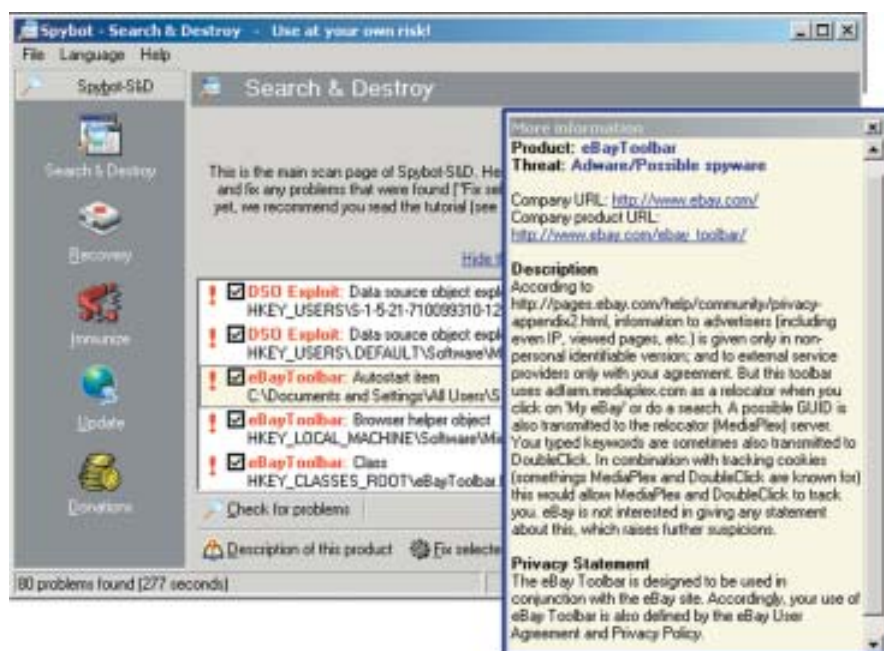 Spybot - Search & Destroy - Use at your own risk!
File Language Help
Spybot-S&D
Search & Destroy
Recovery
Immunize
Update
Donations
Search & Destroy
This is the main scan page of Spybot-S&D. He
and fix any problems that were found ("Fix se
yet, we recommend you read the tutorial (see
Hide
DSO Exploit: Data source object expl
HKEY_USERS\S-1-5-21-710099310-12
DSO Exploit: Data source object expl
HKEY_USERS\.DEFAULT\Software\M
eBayToolbar: Autostart item
C:\Documents and Settings\All Users\S
eBayToolbar: Browser helper object
HKEY_LOCAL_MACHINE\Software\Mic
eBayToolbar: Class
HKEY_CLASSES_ROOT\eBayToolbar.
Check for problems
Description of this product Fix selecte
80 problems found (277 seconds)
More information
Product: eBayToolbar
Threat: Adware/Possible spyware
Company URL: http://www.ebay.com/
Company product URL:
http://www.ebay.com/ebay_toolbar/
Description
According to
http://pages.ebay.com/help/community/privacy-
appendix2.html, information to advertisers (including
even IP, viewed pages, etc.) is given only in non-
personal identifiable version; and to external service
providers only with your agreement. But this toolbar
uses adfarm.mediaplex.com as a relocator when you
click on 'My eBay' or do a search. A possible GUID is
also transmitted to the relocator (MediaPlex) server.
Your typed keywords are sometimes also transmitted to
DoubleClick. In combination with tracking cookies
(somethings MediaPlex and DoubleClick are known for)
this would allow MediaPlex and DoubleClick to track
you. eBay is not interested in giving any statement
about this, which raises further suspicions.
Privacy Statement
The eBay Toolbar is designed to be used in
conjunction with the eBay site. Accordingly, your use of
eBay Toolbar is also defined by the eBay User
Agreement and Privacy Policy.